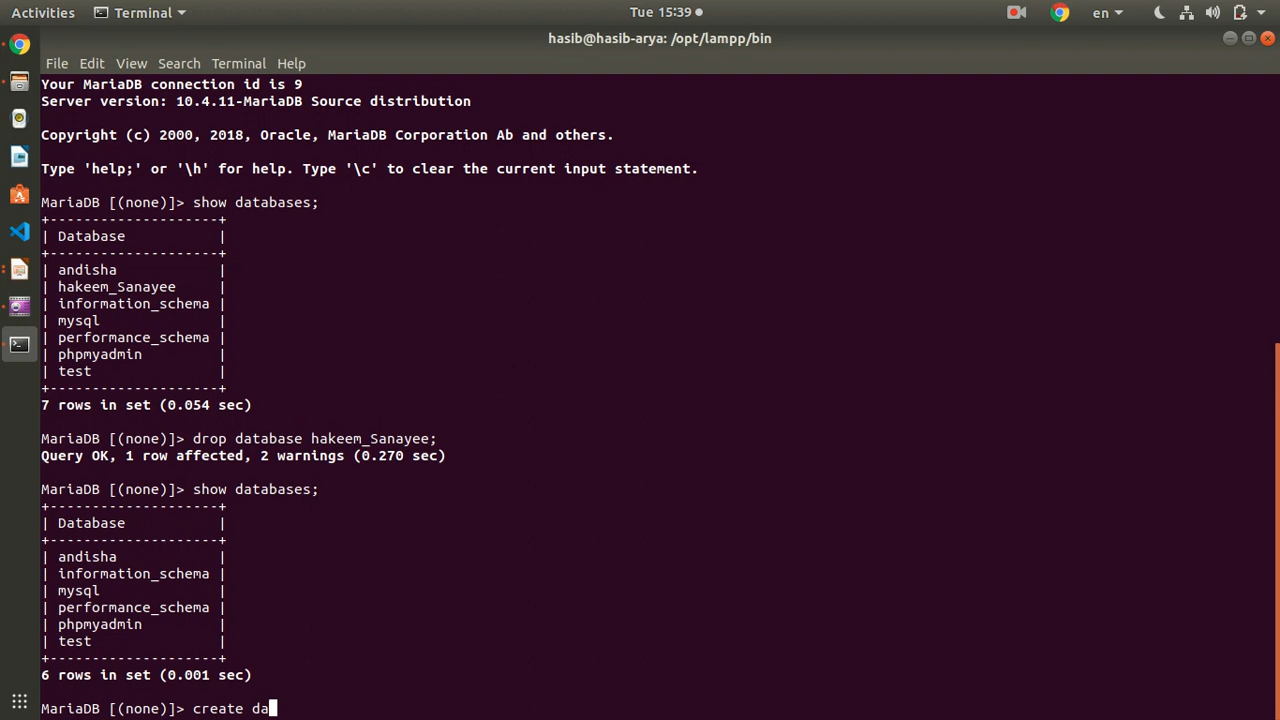 Activities Terminal Tue 15:39 en
hasib@hasib-arya: /opt/lampp/bin
File Edit View Search Terminal Help
Your MariaDB connection id is 9
Server version: 10.4.11-MariaDB Source distribution
Copyright (c) 2000, 2018, Oracle, MariaDB Corporation Ab and others.
Type 'help;' or '\h' for help. Type '\c' to clear the current input statement.
MariaDB [(none)]> show databases;
+--------------------+
| Database           |
+--------------------+
| andisha            |
| hakeem_Sanayee     |
| information_schema |
| mysql              |
| performance_schema |
| phpmyadmin         |
| test               |
+--------------------+
7 rows in set (0.054 sec)
MariaDB [(none)]> drop database hakeem_Sanayee;
Query OK, 1 row affected, 2 warnings (0.270 sec)
MariaDB [(none)]> show databases;
+--------------------+
| Database           |
+--------------------+
| andisha            |
| information_schema |
| mysql              |
| performance_schema |
| phpmyadmin         |
| test               |
+--------------------+
6 rows in set (0.001 sec)
MariaDB [(none)]> create da